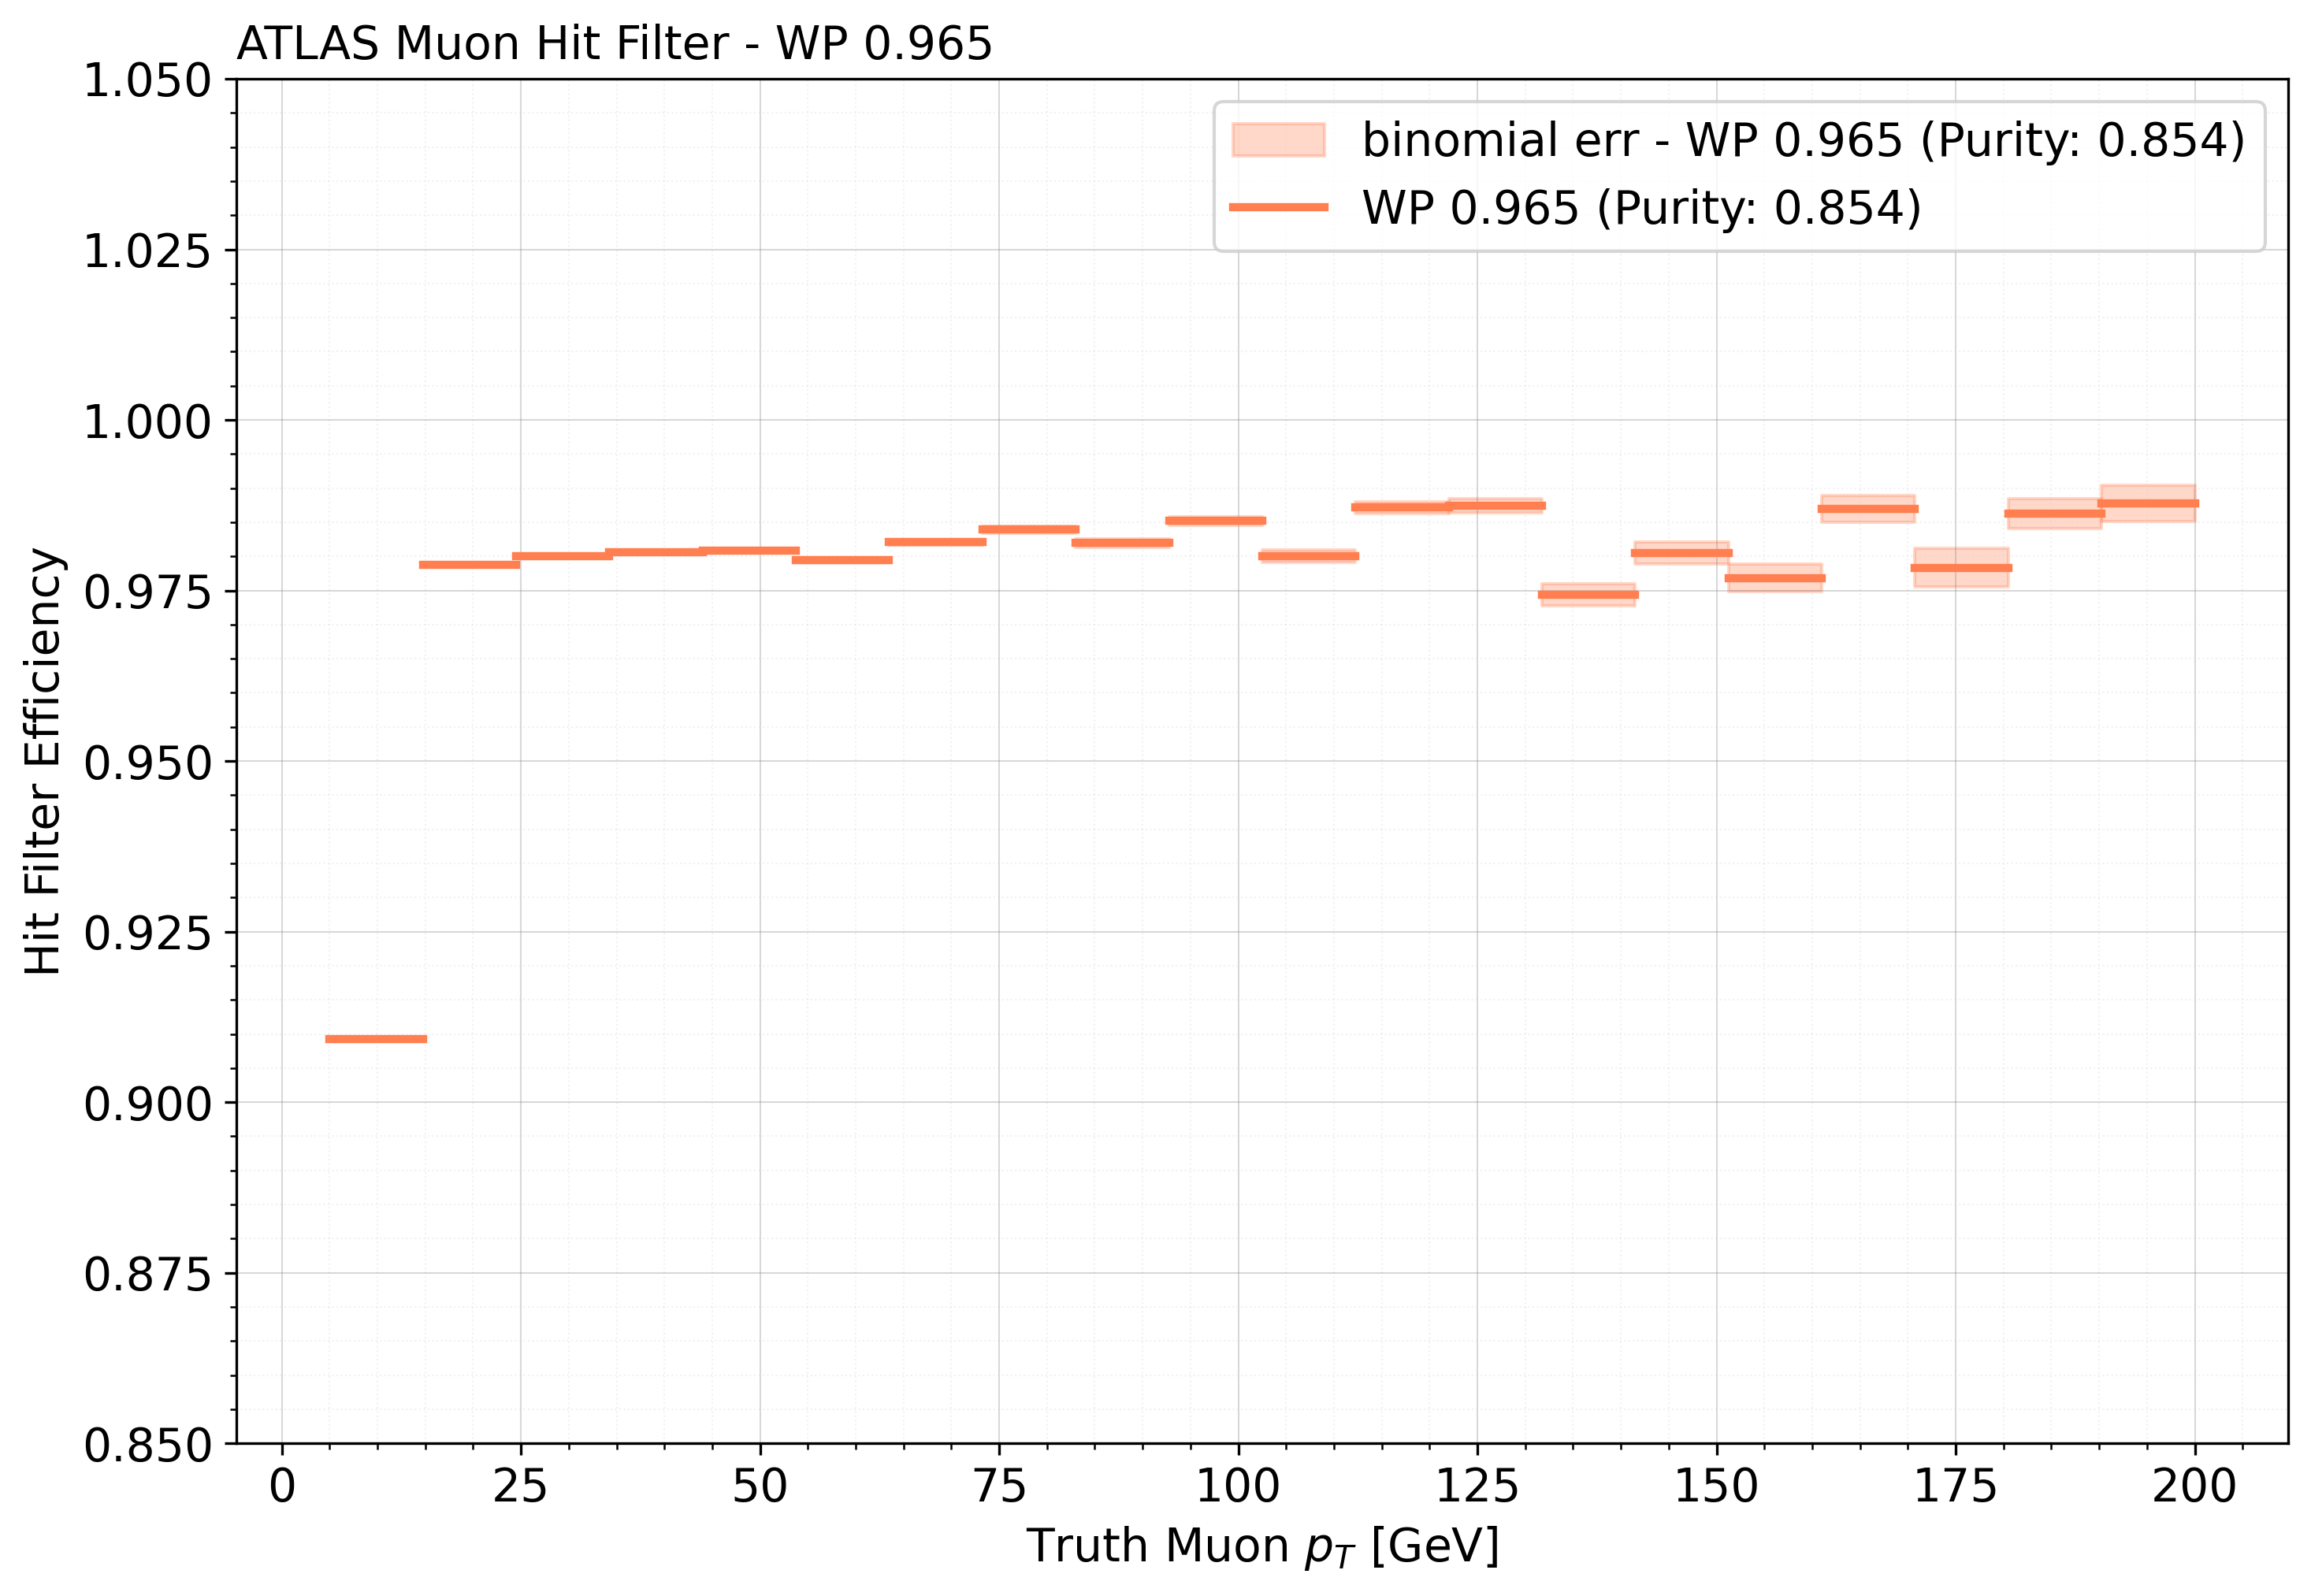 ATLAS Muon Hit Filter - WP 0.965
1.050
1.025
1.000
0.975
0.950
0.925
0.900
0.875
0.850
Hit Filter Efficiency
binomial err - WP 0.965 (Purity: 0.854)
WP 0.965 (Purity: 0.854)
0 25 50 75 100 125 150 175 200
Truth Muon p_T [GeV]